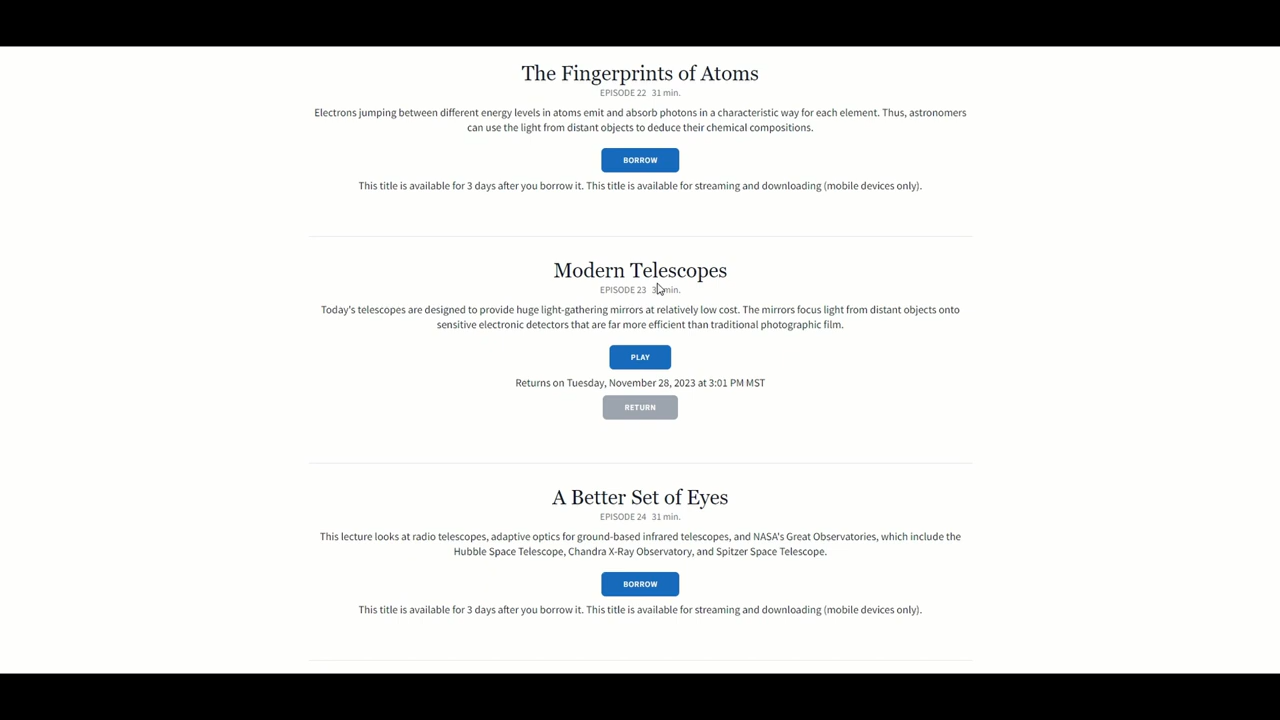 The Fingerprints of Atoms
EPISODE 22 31 min.
Electrons jumping between different energy levels in atoms emit and absorb photons in a characteristic way for each element. Thus, astronomers
can use the light from distant objects to deduce their chemical compositions.
BORROW
This title is available for 3 days after you borrow it. This title is available for streaming and downloading (mobile devices only).
Modern Telescopes
EPISODE 23 min.
Today's telescopes are designed to provide huge light-gathering mirrors at relatively low cost. The mirrors focus light from distant objects onto
sensitive electronic detectors that are far more efficient than traditional photographic film.
PLAY
Returns on Tuesday, November 28, 2023 at 3:01 PM MST
RETURN
A Better Set of Eyes
EPISODE 24 31 min.
This lecture looks at radio telescopes, adaptive optics for ground-based infrared telescopes, and NASA's Great Observatories, which include the
Hubble Space Telescope, Chandra X-Ray Observatory, and Spitzer Space Telescope.
BORROW
This title is available for 3 days after you borrow it. This title is available for streaming and downloading (mobile devices only).